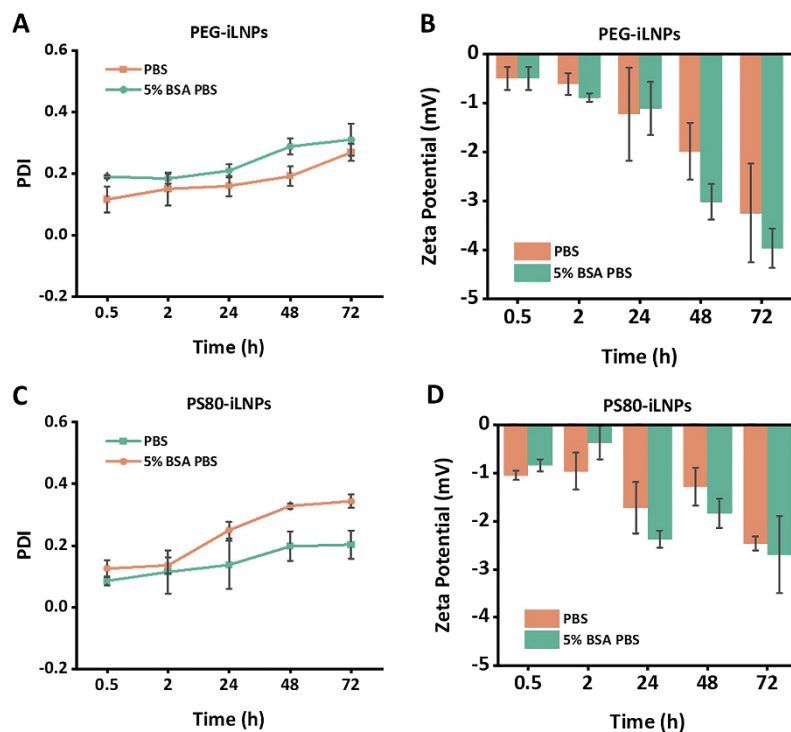 A
PEG-iLNPs
0.6
0.4
0.2
0.0
-0.2
PDI
PBS
5% BSA PBS
0.5 2 24 48 72
Time (h)
B
PEG-iLNPs
0
-1
-2
-3
-4
-5
Zeta Potential (mV)
PBS
5% BSA PBS
0.5 2 24 48 72
Time (h)
C
PS80-iLNPs
0.6
0.4
0.2
0.0
-0.2
PDI
PBS
5% BSA PBS
0.5 2 24 48 72
Time (h)
D
PS80-iLNPs
0
-1
-2
-3
-4
-5
Zeta Potential (mV)
PBS
5% BSA PBS
0.5 2 24 48 72
Time (h)